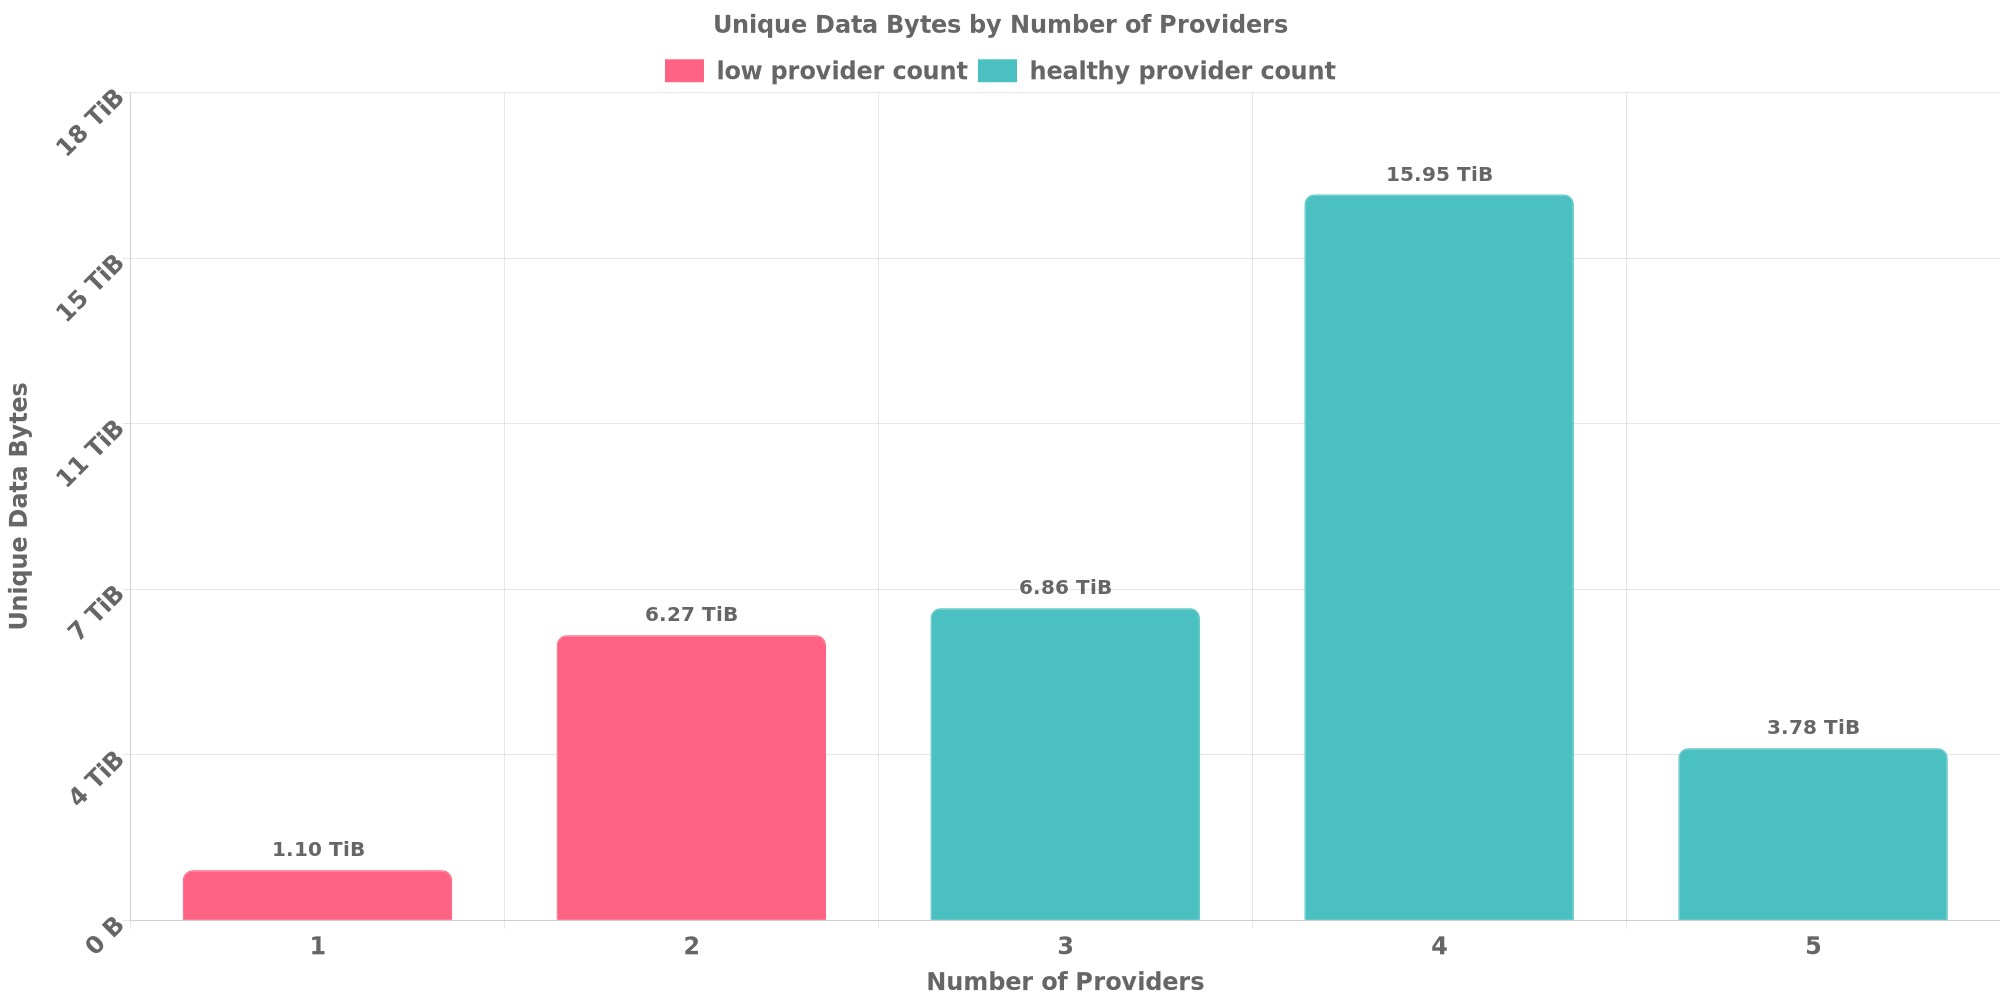 Unique Data Bytes by Number of Providers
low provider count healthy provider count
18 TiB
15 TiB
11 TiB
7 TiB
4 TiB
0 B
Unique Data Bytes
1.10 TiB
6.27 TiB
6.86 TiB
15.95 TiB
3.78 TiB
1 2 3 4 5
Number of Providers